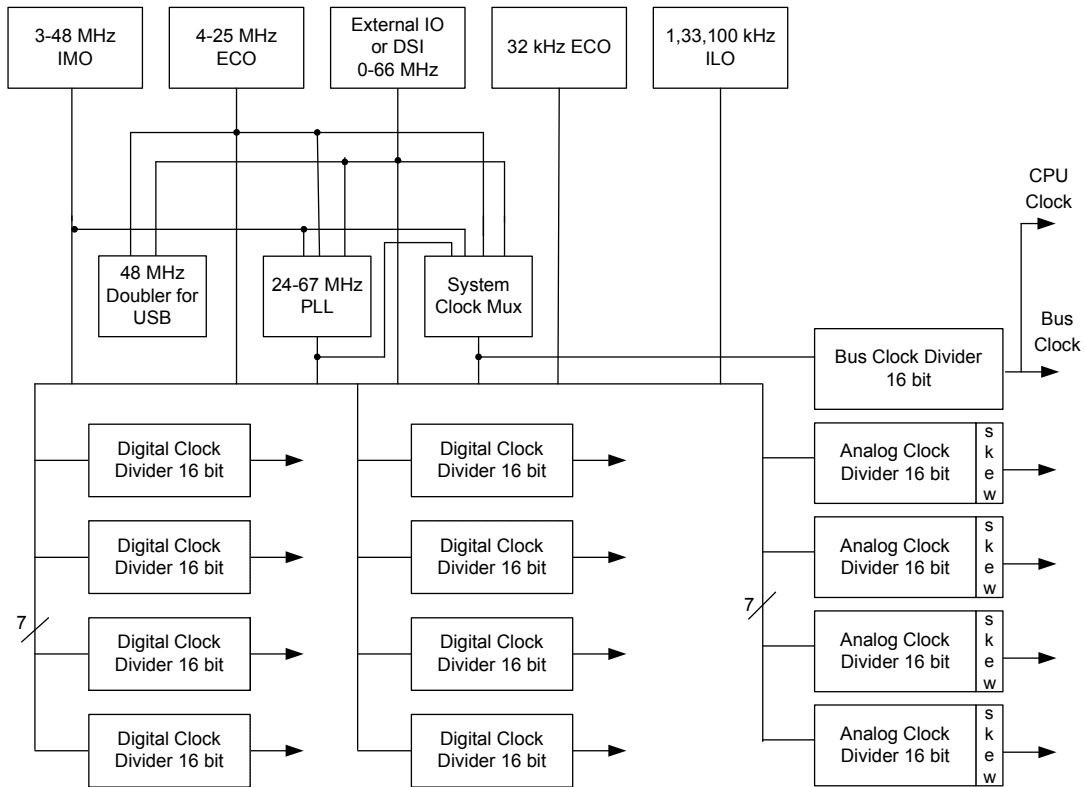 3-48 MHz
IMO
4-25 MHz
ECO
External IO
or DSI
0-66 MHz
32 kHz ECO
1,33,100 kHz
ILO
CPU
Clock
48 MHz
Doubler for
USB
24-67 MHz
PLL
System
Clock Mux
Bus
Clock
Bus Clock Divider
16 bit
Digital Clock
Divider 16 bit
Digital Clock
Divider 16 bit
Analog Clock
Divider 16 bit
s
k
e
w
Digital Clock
Divider 16 bit
Digital Clock
Divider 16 bit
Analog Clock
Divider 16 bit
s
k
e
w
7
7
Digital Clock
Divider 16 bit
Digital Clock
Divider 16 bit
Analog Clock
Divider 16 bit
s
k
e
w
Digital Clock
Divider 16 bit
Digital Clock
Divider 16 bit
Analog Clock
Divider 16 bit
s
k
e
w